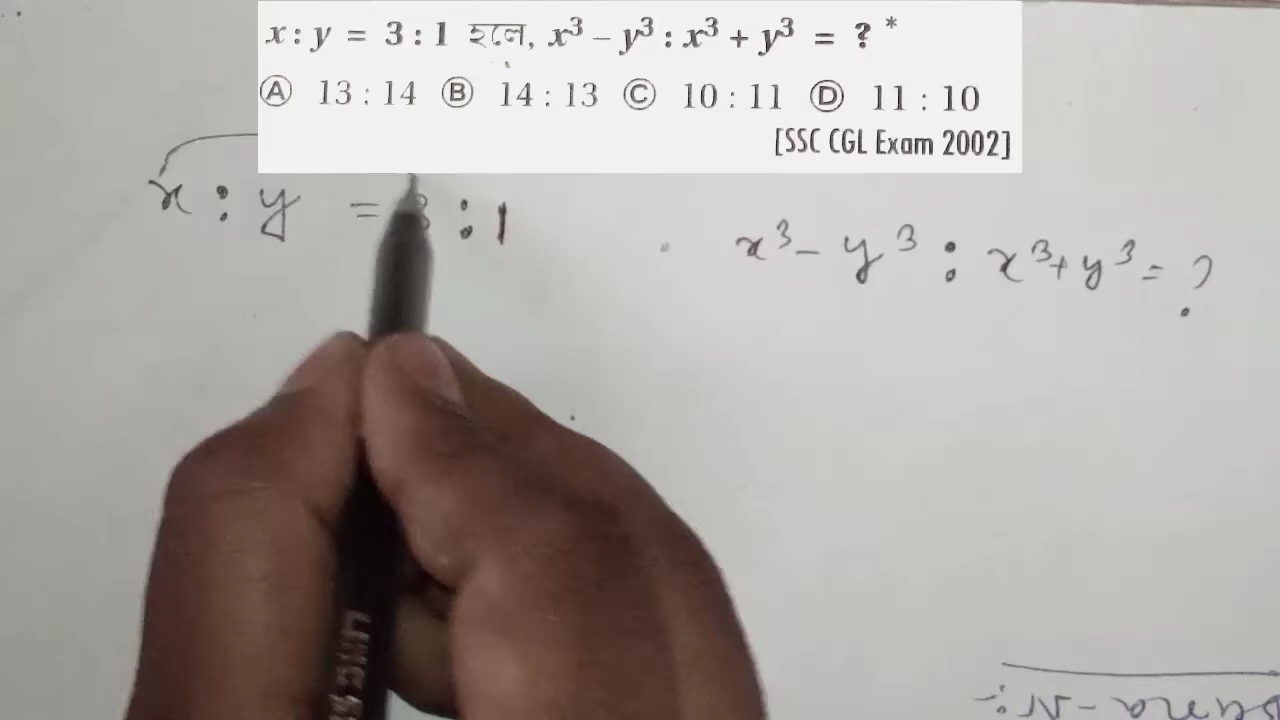 x : y = 3 : 1 হলে, x³ – y³ : x³ + y³ = ? *
Ⓐ 13 : 14 Ⓑ 14 : 13 Ⓒ 10 : 11 Ⓓ 11 : 10
[SSC CGL Exam 2002]
x : y = 3 : 1
x³ – y³ : x³ + y³ = ?